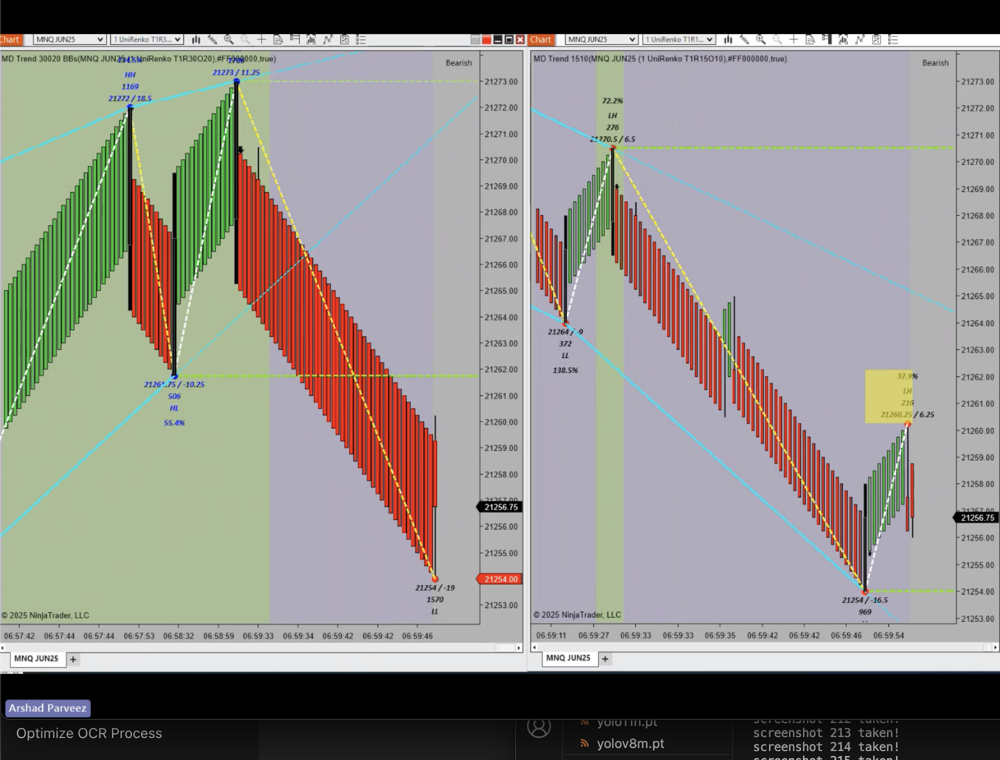 Chart
MNQ JUN25
1 UniRenko T1R3...
MD Trend 30020 BBs(MNQ JUN25 (1 UniRenko T1R30O20),#FF000000,true)
Bearish
HH
1169
21272 / 18.5
21273 / 11.25
/ -10.25
506
HL
55.4%
21254 / -19
1570
LL
21273.00
21272.00
21271.00
21270.00
21269.00
21268.00
21267.00
21266.00
21265.00
21264.00
21263.00
21262.00
21261.00
21260.00
21259.00
21258.00
21257.00
21256.75
21256.00
21255.00
21254.00
21253.00
© 2025 NinjaTrader, LLC
06:57:42
06:57:44
06:57:44
06:57:53
06:58:32
06:58:59
06:59:33
06:59:34
06:59:42
06:59:42
06:59:46
MNQ JUN25
+
Chart
MNQ JUN25
1 UniRenko T1R1...
MD Trend 1510(MNQ JUN25 (1 UniRenko T1R15O10),#FF000000,true)
Bearish
72.2%
LH
276
21270.5 / 6.5
21264 / -9
372
LL
138.5%
37.9%
LH
21260.25 / 6.25
21254 / -16.5
969
21273.00
21272.00
21271.00
21270.00
21269.00
21268.00
21267.00
21266.00
21265.00
21264.00
21263.00
21262.00
21261.00
21260.00
21259.00
21258.00
21256.75
21256.00
21255.00
21254.00
21253.00
© 2025 NinjaTrader, LLC
06:59:11
06:59:27
06:59:33
06:59:33
06:59:35
06:59:42
06:59:42
06:59:46
06:59:54
MNQ JUN25
+
Arshad Parveez
Optimize OCR Process
yolo11n.pt
yolov8m.pt
screenshot 212 taken!
screenshot 213 taken!
screenshot 214 taken!
screenshot 215 taken!